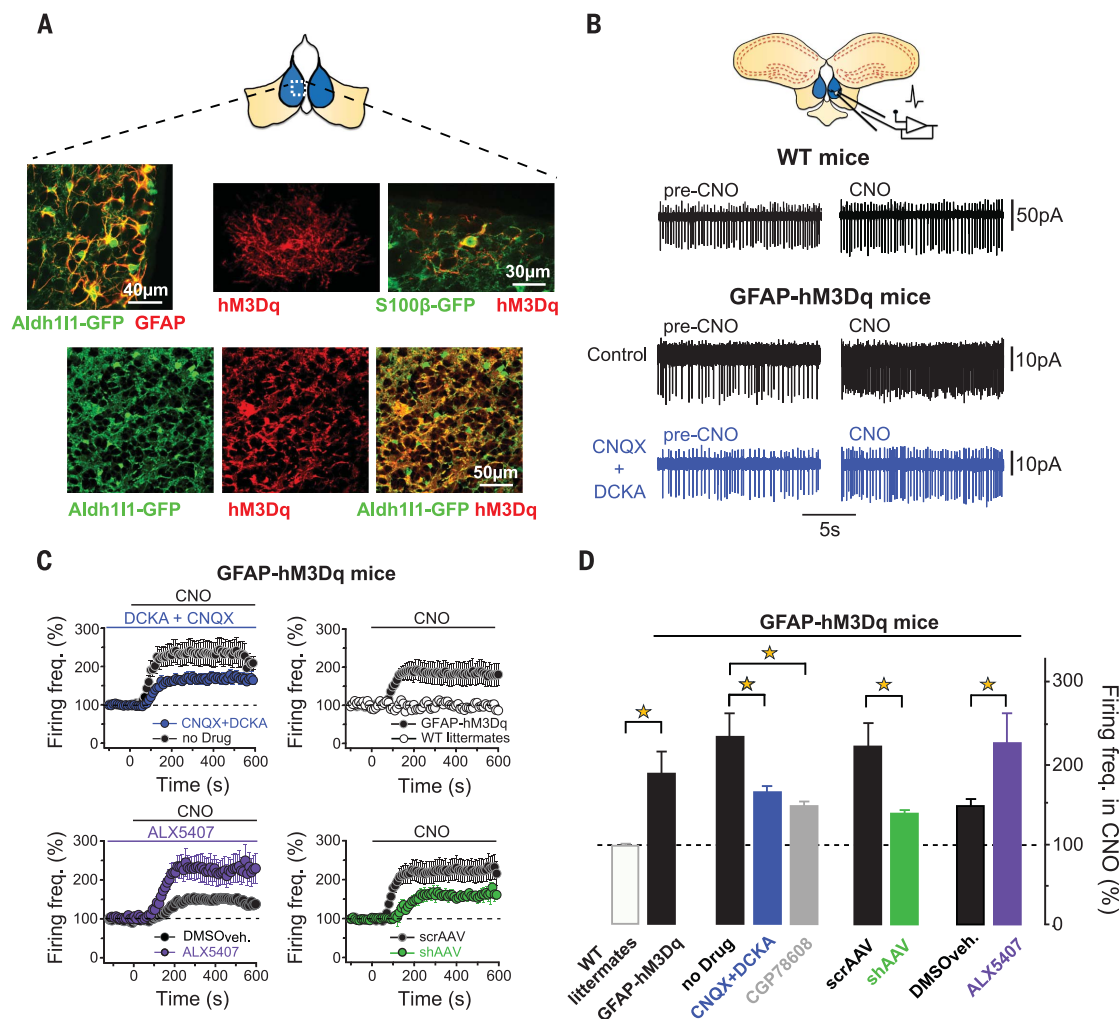 A
40µm
Aldh1l1-GFP GFAP
hM3Dq
30µm
S100β-GFP hM3Dq
Aldh1l1-GFP
hM3Dq
50µm
Aldh1l1-GFP hM3Dq
B
WT mice
pre-CNO CNO
50pA
GFAP-hM3Dq mice
pre-CNO CNO
Control
10pA
pre-CNO CNO
CNQX
+
DCKA
10pA
5s
C
GFAP-hM3Dq mice
CNO
DCKA + CNQX
Firing freq. (%)
300
200
100
0
CNQX+DCKA
no Drug
0 200 400 600
Time (s)
CNO
Firing freq. (%)
300
200
100
0
GFAP-hM3Dq
WT littermates
0 200 400 600
Time (s)
CNO
ALX5407
Firing freq. (%)
300
200
100
0
DMSOveh.
ALX5407
0 200 400 600
Time (s)
CNO
Firing freq. (%)
300
200
100
0
scrAAV
shAAV
0 200 400 600
Time (s)
D
GFAP-hM3Dq mice
300
200
100
0
Firing freq. in CNO (%)
WT
littermates
GFAP-hM3Dq
no Drug
CNQX+DCKA
CGP78608
scrAAV
shAAV
DMSOveh.
ALX5407